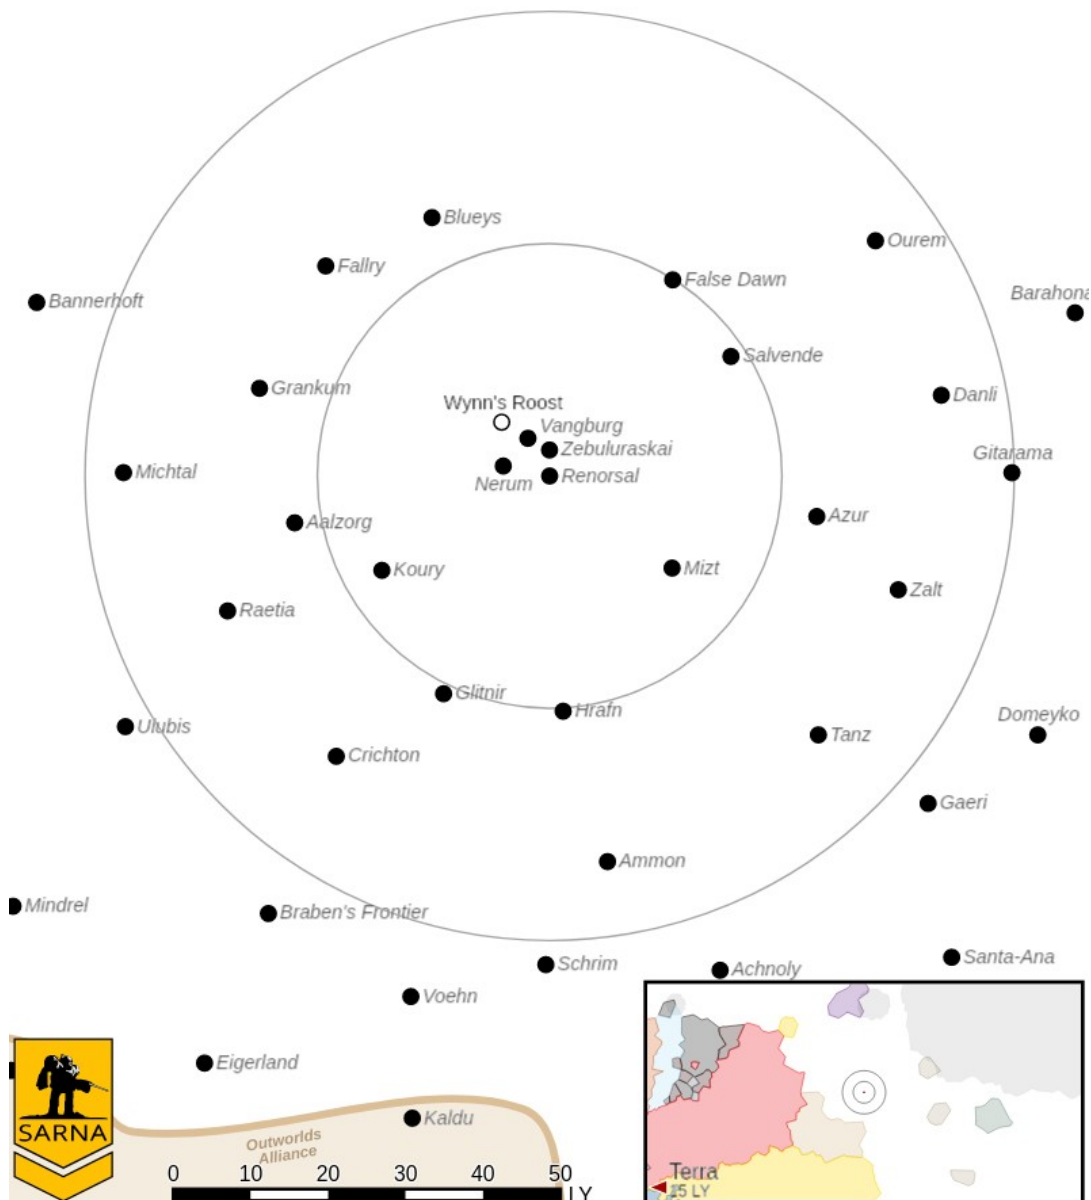 Blueys
Ourem
Fallry
False Dawn
Bannerhoft
Barahona
Salvende
Grankum
Danli
Wynn's Roost
Vangburg
Zebuluraskai
Gitarama
Michtal
Renorsal
Nerum
Aalzorg
Azur
Koury
Mizt
Zalt
Raetia
Glitnir
Hrafn
Domeyko
Ulubis
Tanz
Crichton
Gaeri
Ammon
Mindrel
Braben's Frontier
Schrim
Achnoly
Santa-Ana
Voehn
Eigerland
Kaldu
SARNA
Outworlds
Alliance
0 10 20 30 40 50
LY
Terra
25 LY